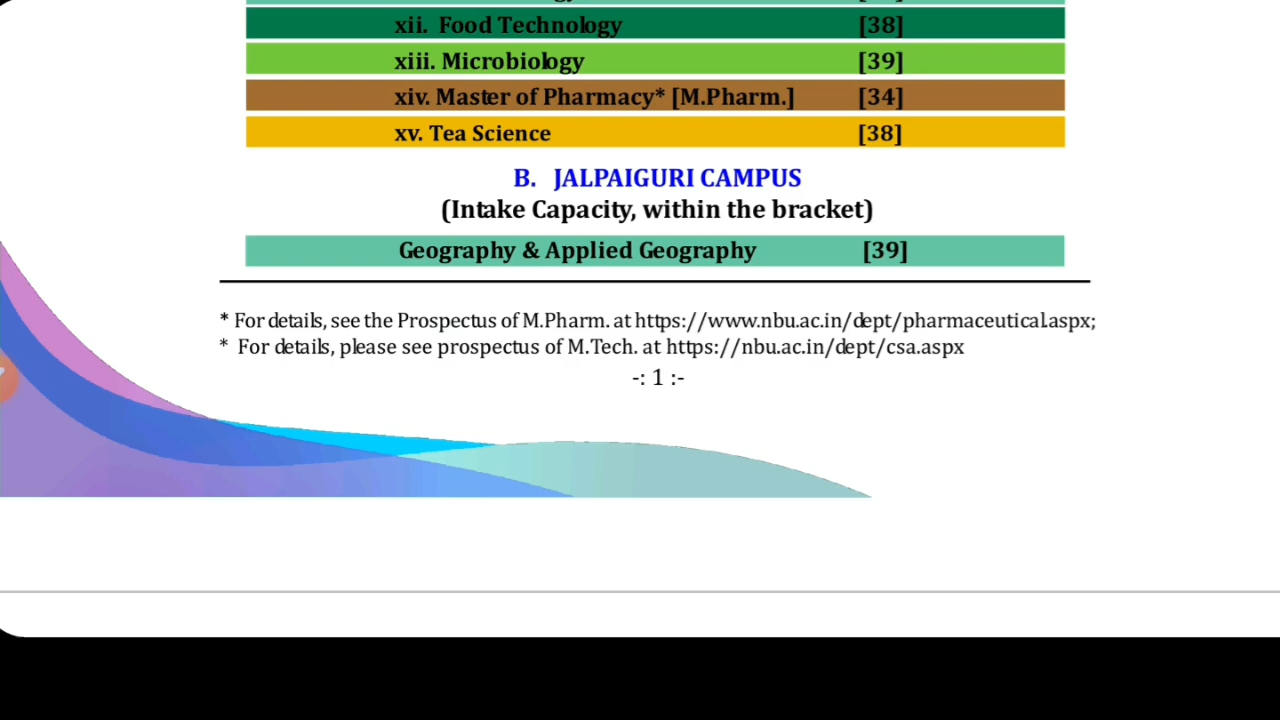 xii. Food Technology [38]
xiii. Microbiology [39]
xiv. Master of Pharmacy* [M.Pharm.] [34]
xv. Tea Science [38]
B. JALPAIGURI CAMPUS
(Intake Capacity, within the bracket)
Geography & Applied Geography [39]
* For details, see the Prospectus of M.Pharm. at https://www.nbu.ac.in/dept/pharmaceutical.aspx;
* For details, please see prospectus of M.Tech. at https://nbu.ac.in/dept/csa.aspx
-: 1 :-